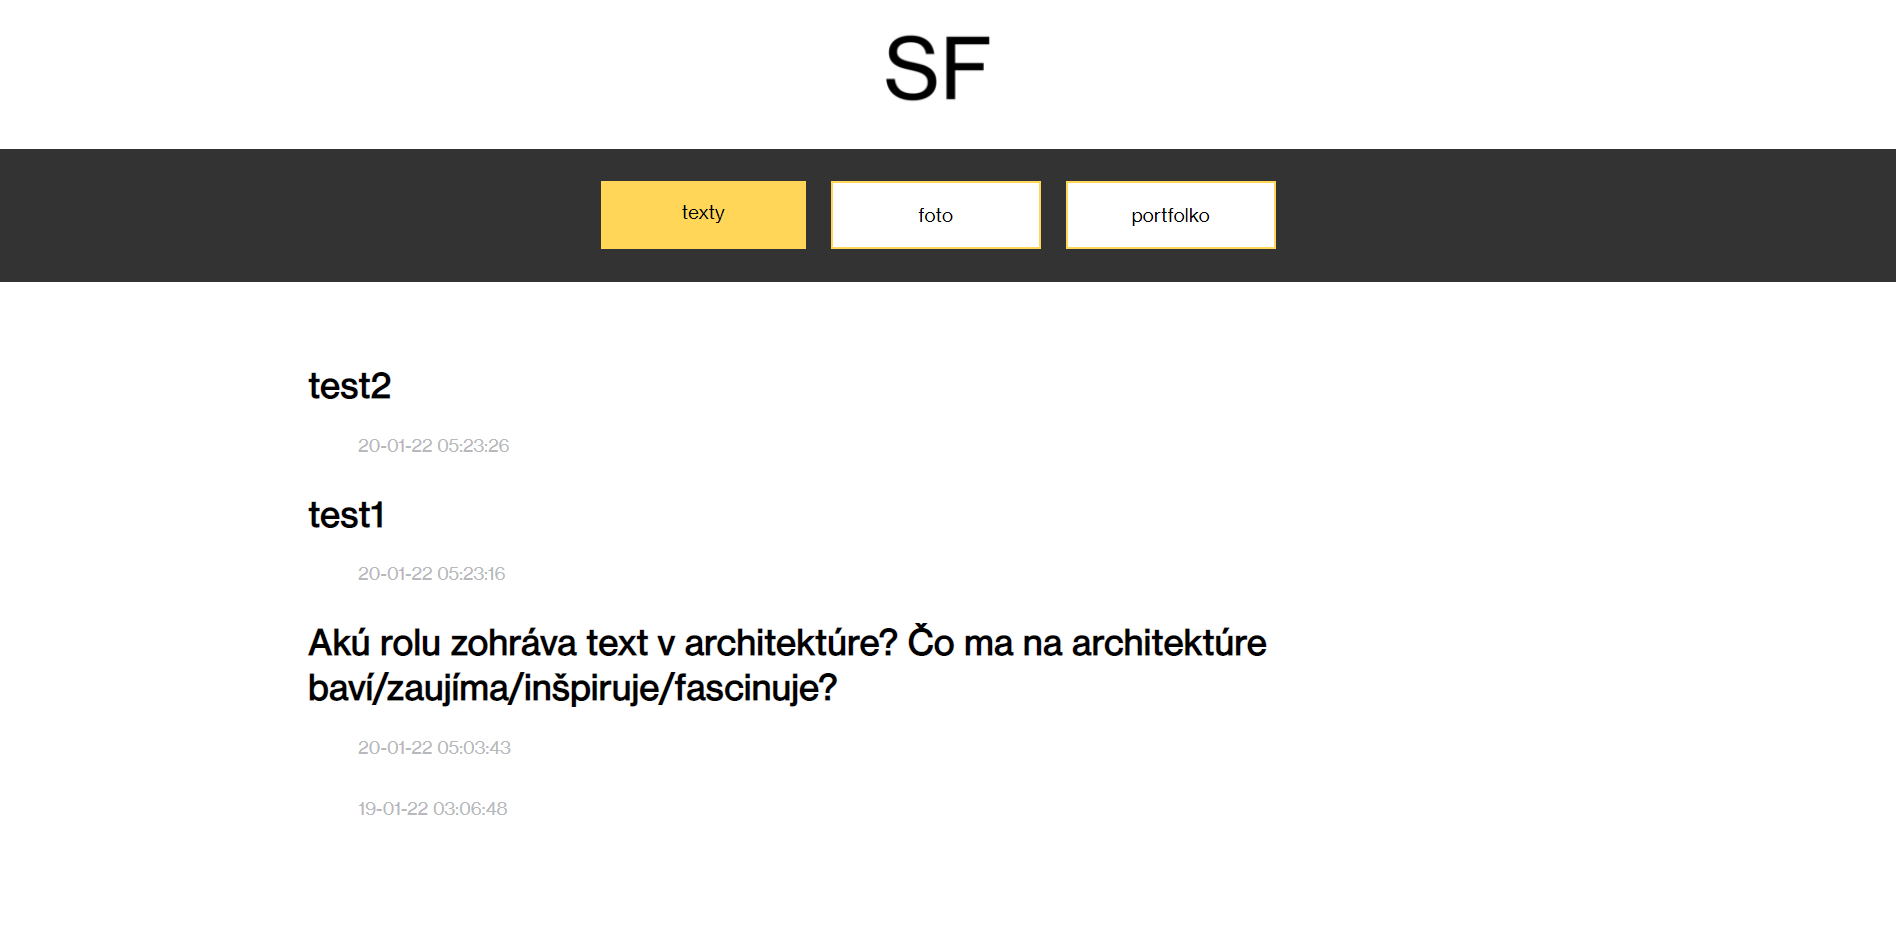 SF
texty
foto
portfolko
test2
20-01-22 05:23:26
test1
20-01-22 05:23:16
Akú rolu zohráva text v architektúre? Čo ma na architektúre
baví/zaujíma/inšpiruje/fascinuje?
20-01-22 05:03:43
19-01-22 03:06:48